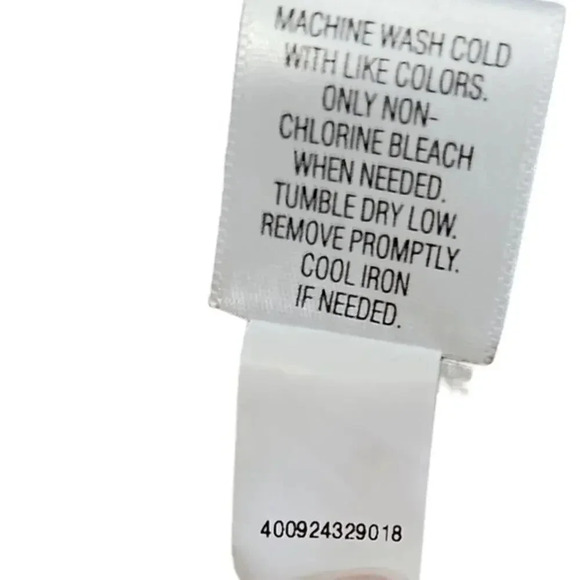 MACHINE WASH COLD
WITH LIKE COLORS.
ONLY NON-
CHLORINE BLEACH
WHEN NEEDED.
TUMBLE DRY LOW.
REMOVE PROMPTLY.
COOL IRON
IF NEEDED.
400924329018